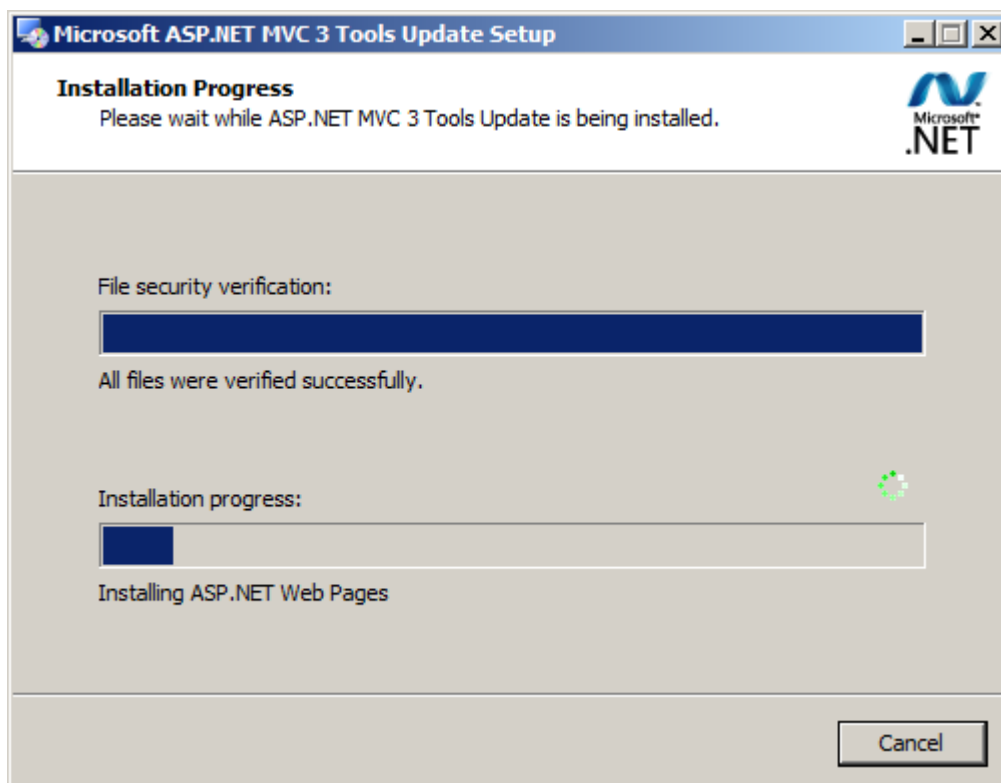 Microsoft ASP.NET MVC 3 Tools Update Setup
Installation Progress
Please wait while ASP.NET MVC 3 Tools Update is being installed.
Microsoft®
.NET
File security verification:
All files were verified successfully.
Installation progress:
Installing ASP.NET Web Pages
Cancel